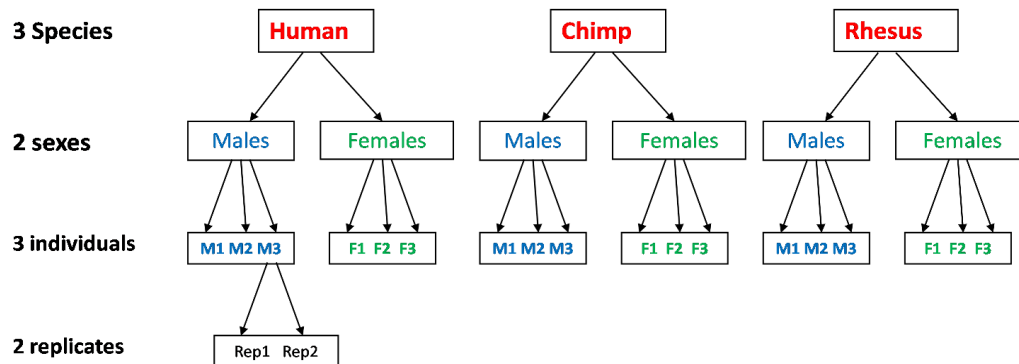 3 Species Human Chimp Rhesus
2 sexes Males Females Males Females Males Females
3 individuals M1 M2 M3 F1 F2 F3 M1 M2 M3 F1 F2 F3 M1 M2 M3 F1 F2 F3
2 replicates Rep1 Rep2